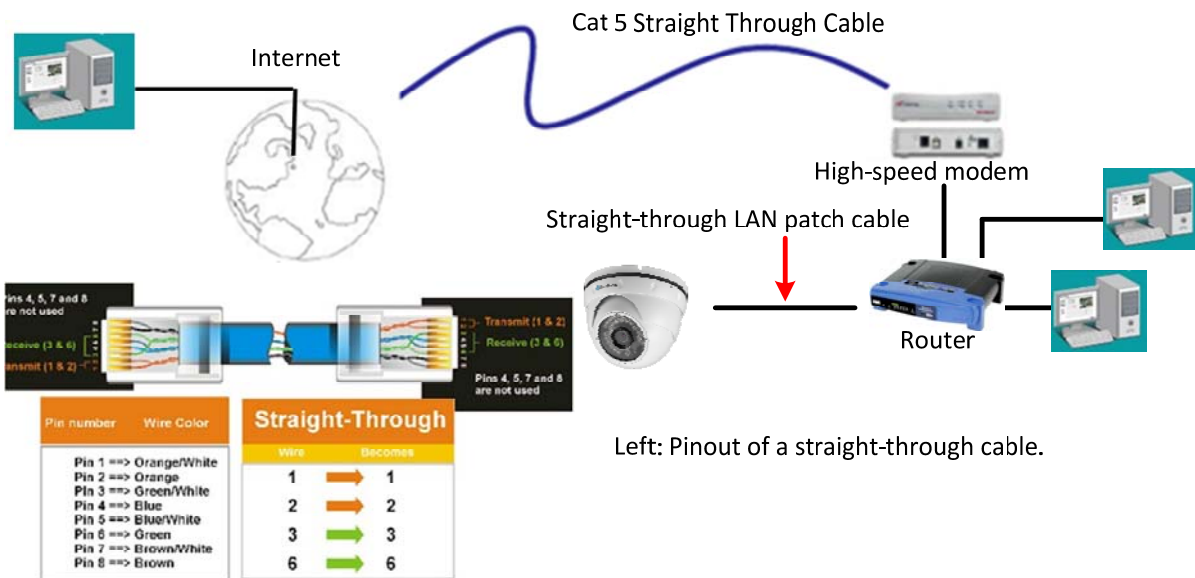 Cat 5 Straight Through Cable
Internet
High-speed modem
Straight-through LAN patch cable
Router
ins 4, 5, 7 and 8
are not used
eceive (3 & 6)
ansmit (1 & 2)
Transmit (1 & 2)
Receive (3 & 6)
Pins 4, 5, 7 and 8
are not used
Pin number Wire Color
Pin 1 ==> Orange/White
Pin 2 ==> Orange
Pin 3 ==> Green/White
Pin 4 ==> Blue
Pin 5 ==> Blue/White
Pin 6 ==> Green
Pin 7 ==> Brown/White
Pin 8 ==> Brown
Straight-Through
Wire Becomes
1 1
2 2
3 3
6 6
Left: Pinout of a straight-through cable.